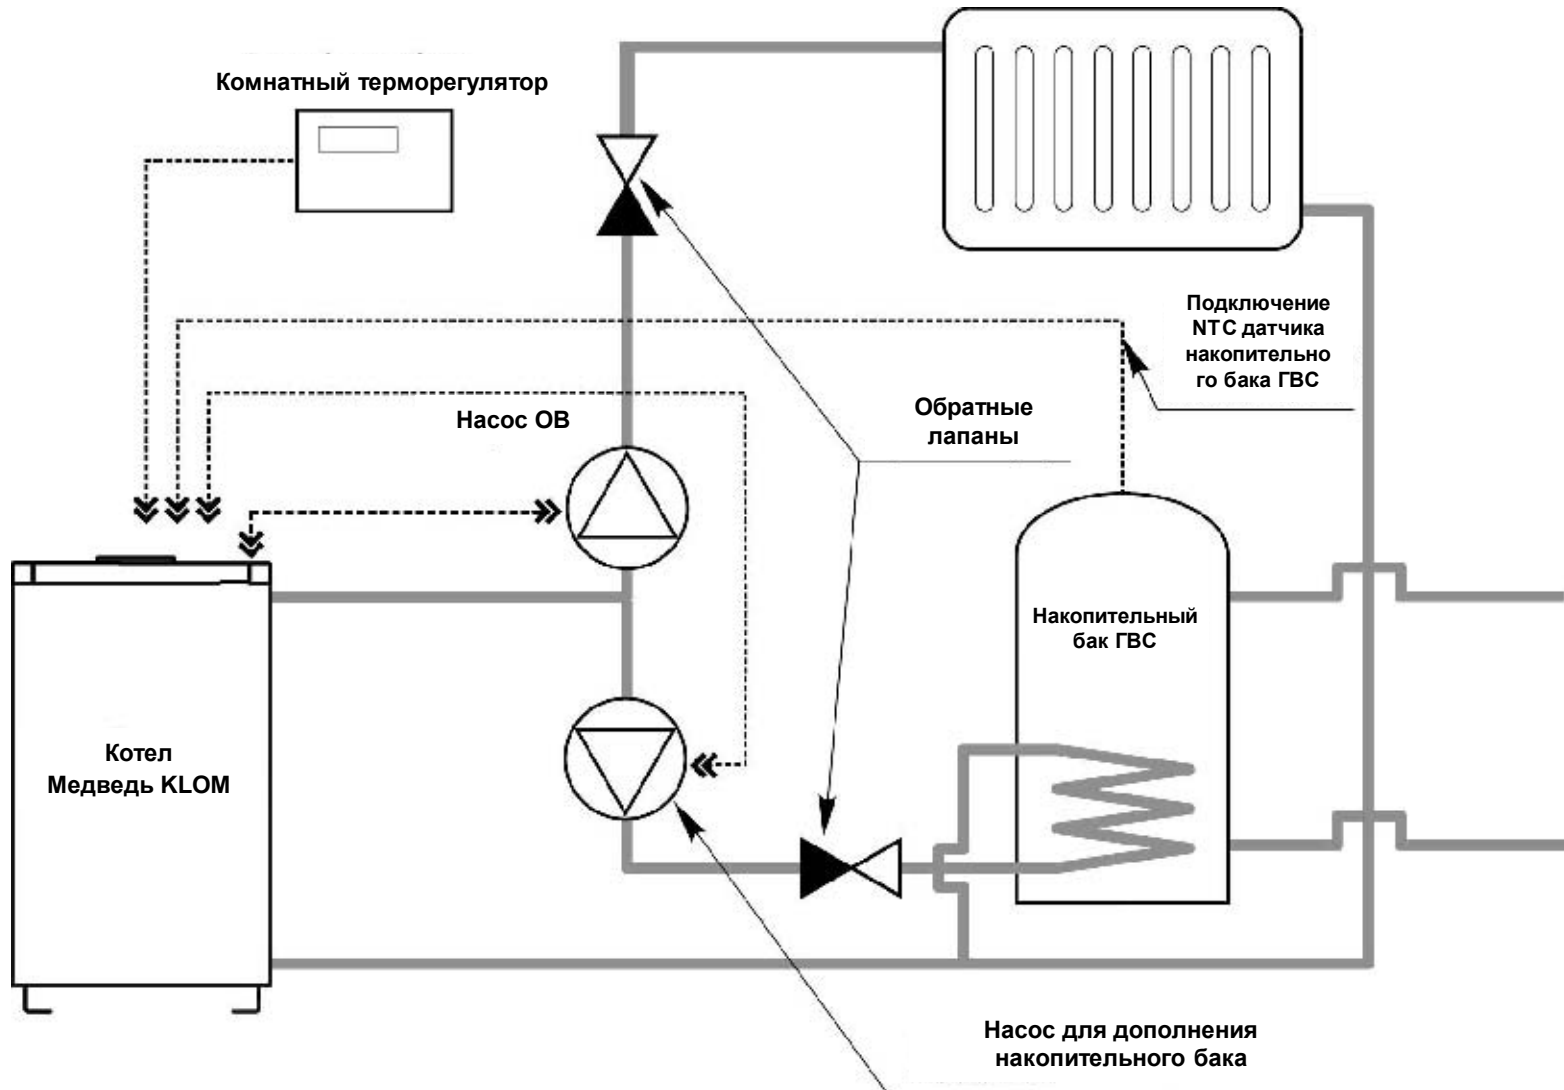 Комнатный терморегулятор
Подключение
NTC датчика
накопительно
го бака ГВС
Насос ОВ
Обратные
лапаны
Накопительный
бак ГВС
Котел
Медведь KLOM
Насос для дополнения
накопительного бака